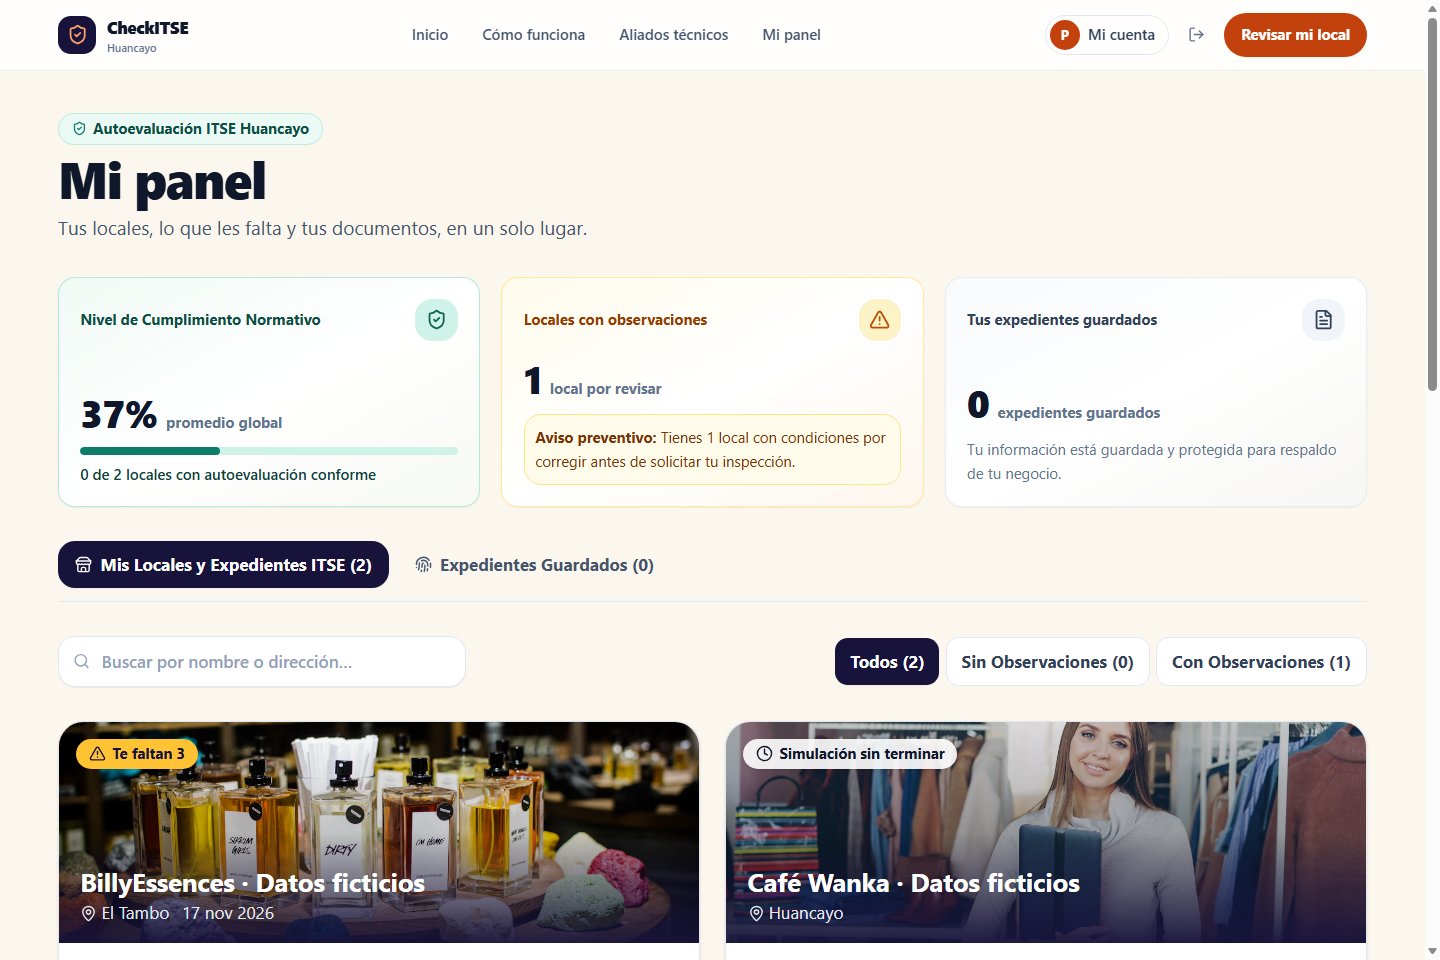 CheckITSE
Huancayo
Inicio
Cómo funciona
Aliados técnicos
Mi panel
P
Mi cuenta
Revisar mi local
Autoevaluación ITSE Huancayo
Mi panel
Tus locales, lo que les falta y tus documentos, en un solo lugar.
Nivel de Cumplimiento Normativo
37% promedio global
0 de 2 locales con autoevaluación conforme
Locales con observaciones
1 local por revisar
Aviso preventivo: Tienes 1 local con condiciones por
corregir antes de solicitar tu inspección.
Tus expedientes guardados
0 expedientes guardados
Tu información está guardada y protegida para respaldo
de tu negocio.
Mis Locales y Expedientes ITSE (2)
Expedientes Guardados (0)
Buscar por nombre o dirección...
Todos (2)
Sin Observaciones (0)
Con Observaciones (1)
Te faltan 3
DIRTY
I'M HOME
BillyEssences · Datos ficticios
El Tambo 17 nov 2026
Simulación sin terminar
Café Wanka · Datos ficticios
Huancayo